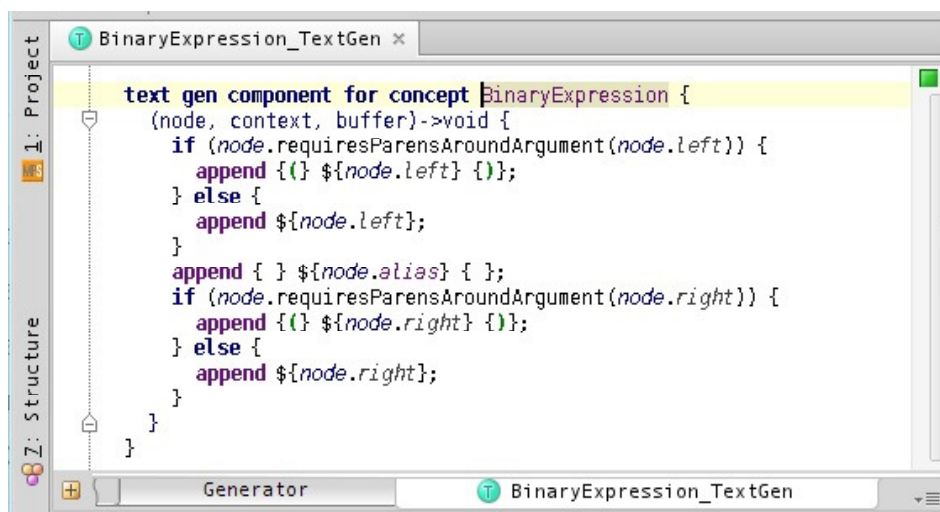 BinaryExpression_TextGen ×
1: Project
text gen component for concept BinaryExpression {
(node, context, buffer)->void {
if (node.requiresParensAroundArgument(node.left)) {
append {(} ${node.left} {)};
} else {
append ${node.left};
}
append { } ${node.alias} { };
if (node.requiresParensAroundArgument(node.right)) {
append {(} ${node.right} {)};
} else {
append ${node.right};
}
}
}
7: Structure
Generator
T BinaryExpression_TextGen